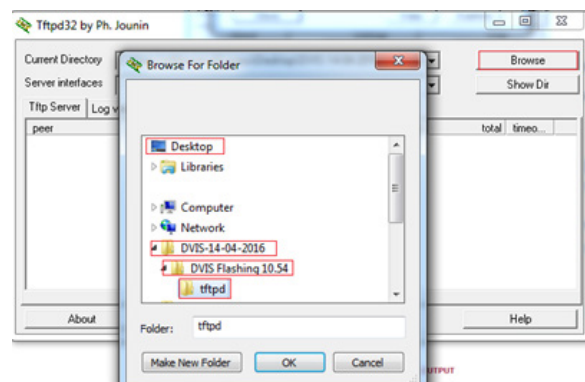 Tftpd32 by Ph. Jounin
Current Directory
Browse
Server interfaces
Show Dir
Tftp Server
Log v
peer
total
timeo...
Browse For Folder
Desktop
Libraries
Computer
Network
DVIS-14-04-2016
DVIS Flashing 10.54
tftpd
Folder:
tftpd
Make New Folder
OK
Cancel
About
Help
UTPUT